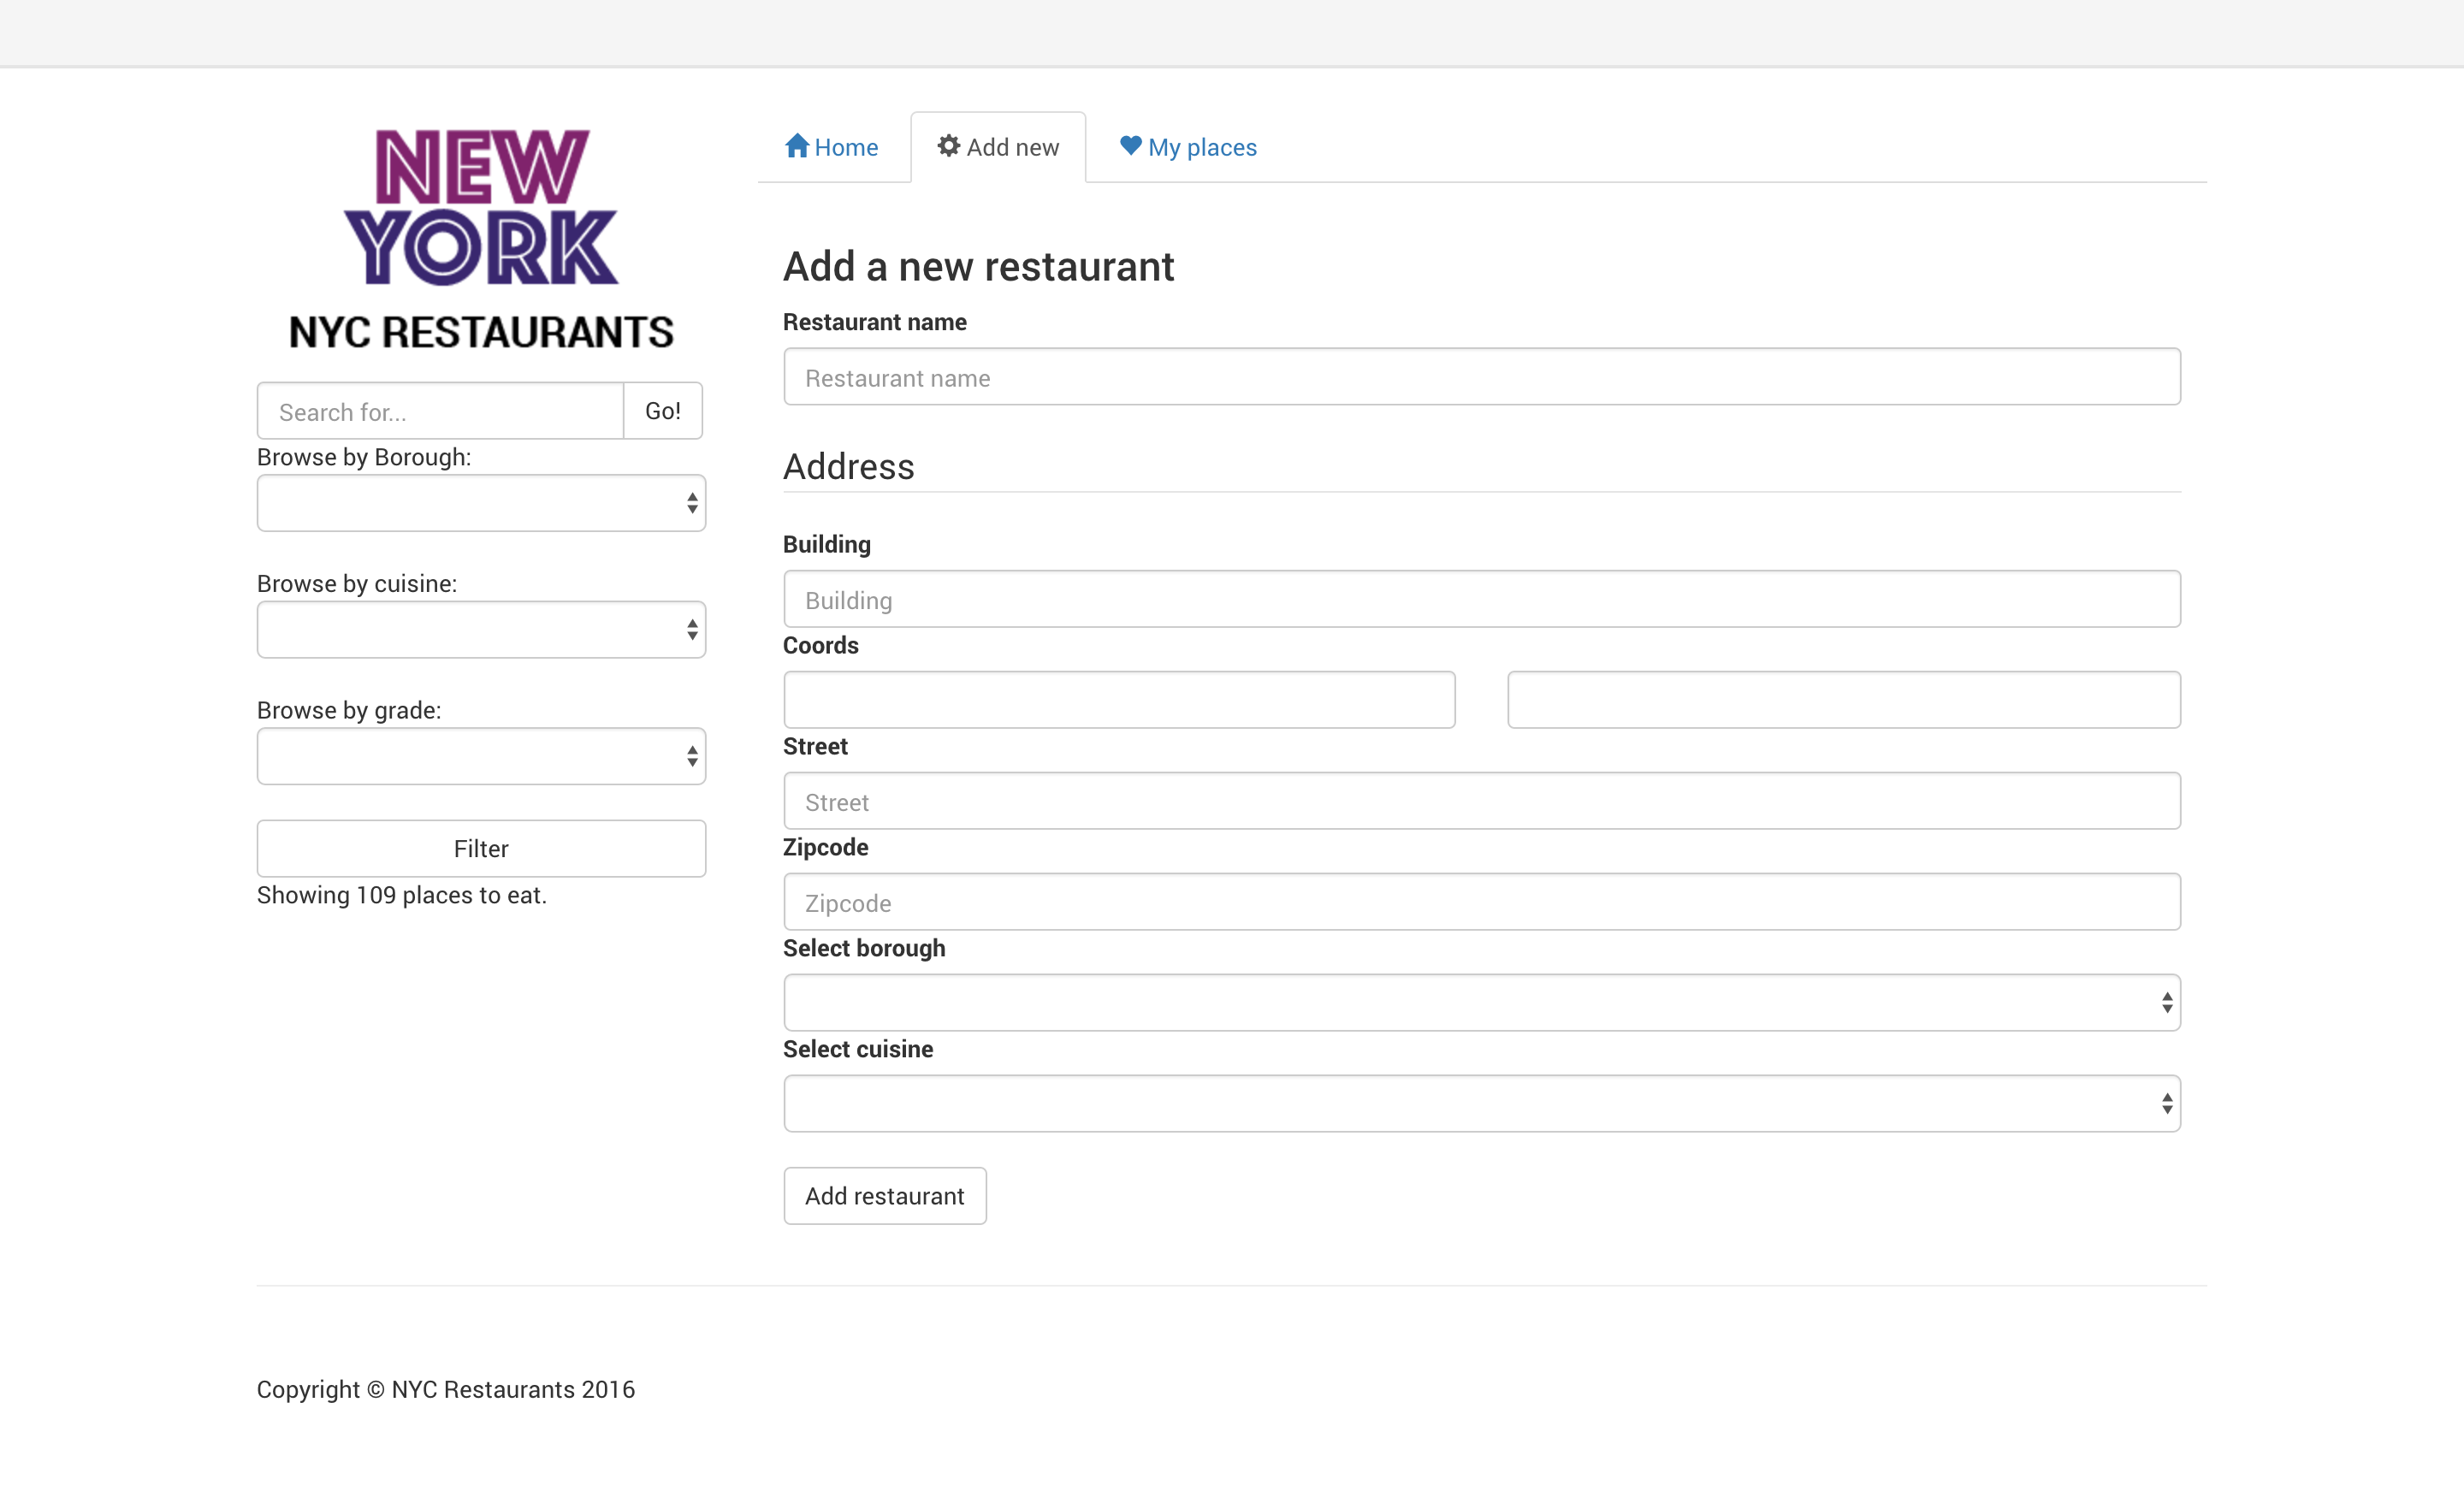 NEW
YORK
NYC RESTAURANTS
Search for...
Go!
Browse by Borough:
Browse by cuisine:
Browse by grade:
Filter
Showing 109 places to eat.
Home
Add new
My places
Add a new restaurant
Restaurant name
Restaurant name
Address
Building
Building
Coords
Street
Street
Zipcode
Zipcode
Select borough
Select cuisine
Add restaurant
Copyright © NYC Restaurants 2016